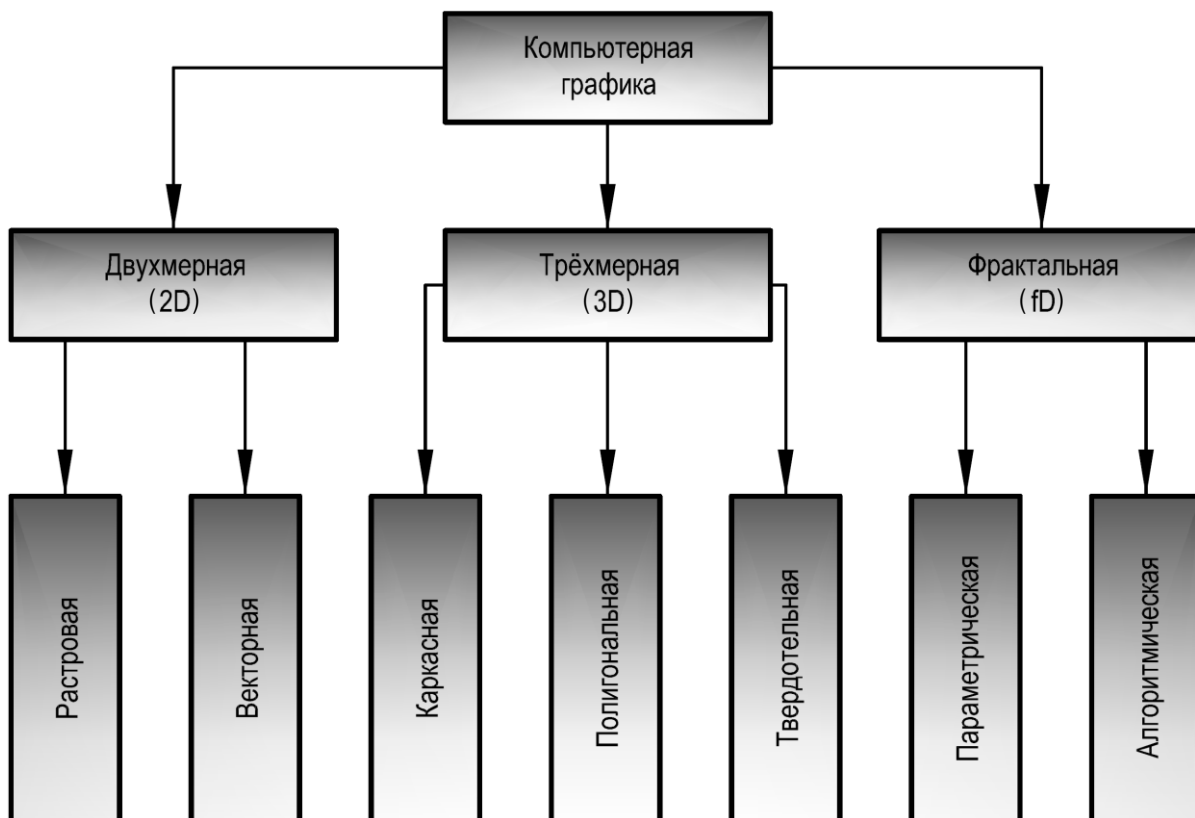 Компьютерная
графика
Двухмерная
(2D)
Трёхмерная
(3D)
Фрактальная
(fD)
Растровая
Векторная
Каркасная
Полигональная
Твердотельная
Параметрическая
Алгоритмическая